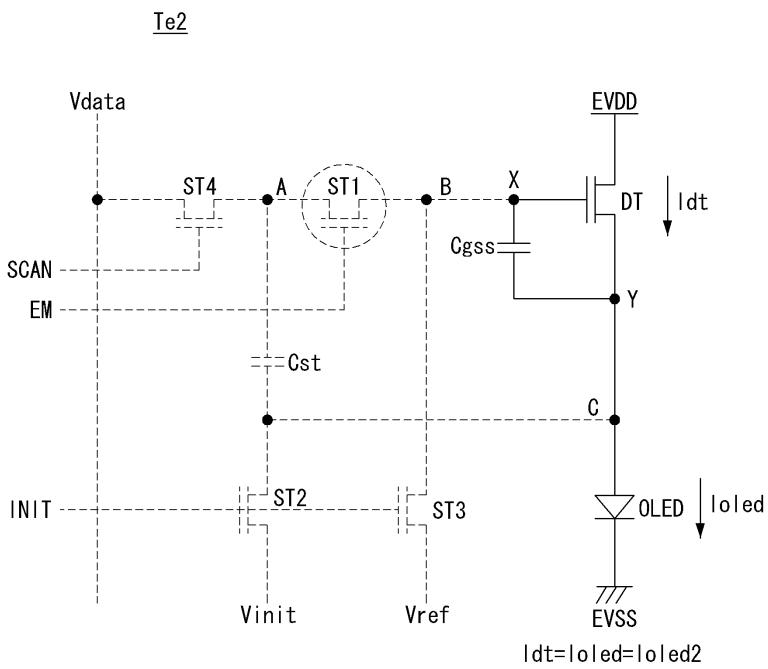 Te2
Vdata
EVDD
ST4
A
ST1
B
X
DT
Idt
Cgss
SCAN
EM
Y
Cst
C
INIT
ST2
ST3
OLED
Ioled
Vinit
Vref
EVSS
Idt=Ioled=Ioled2